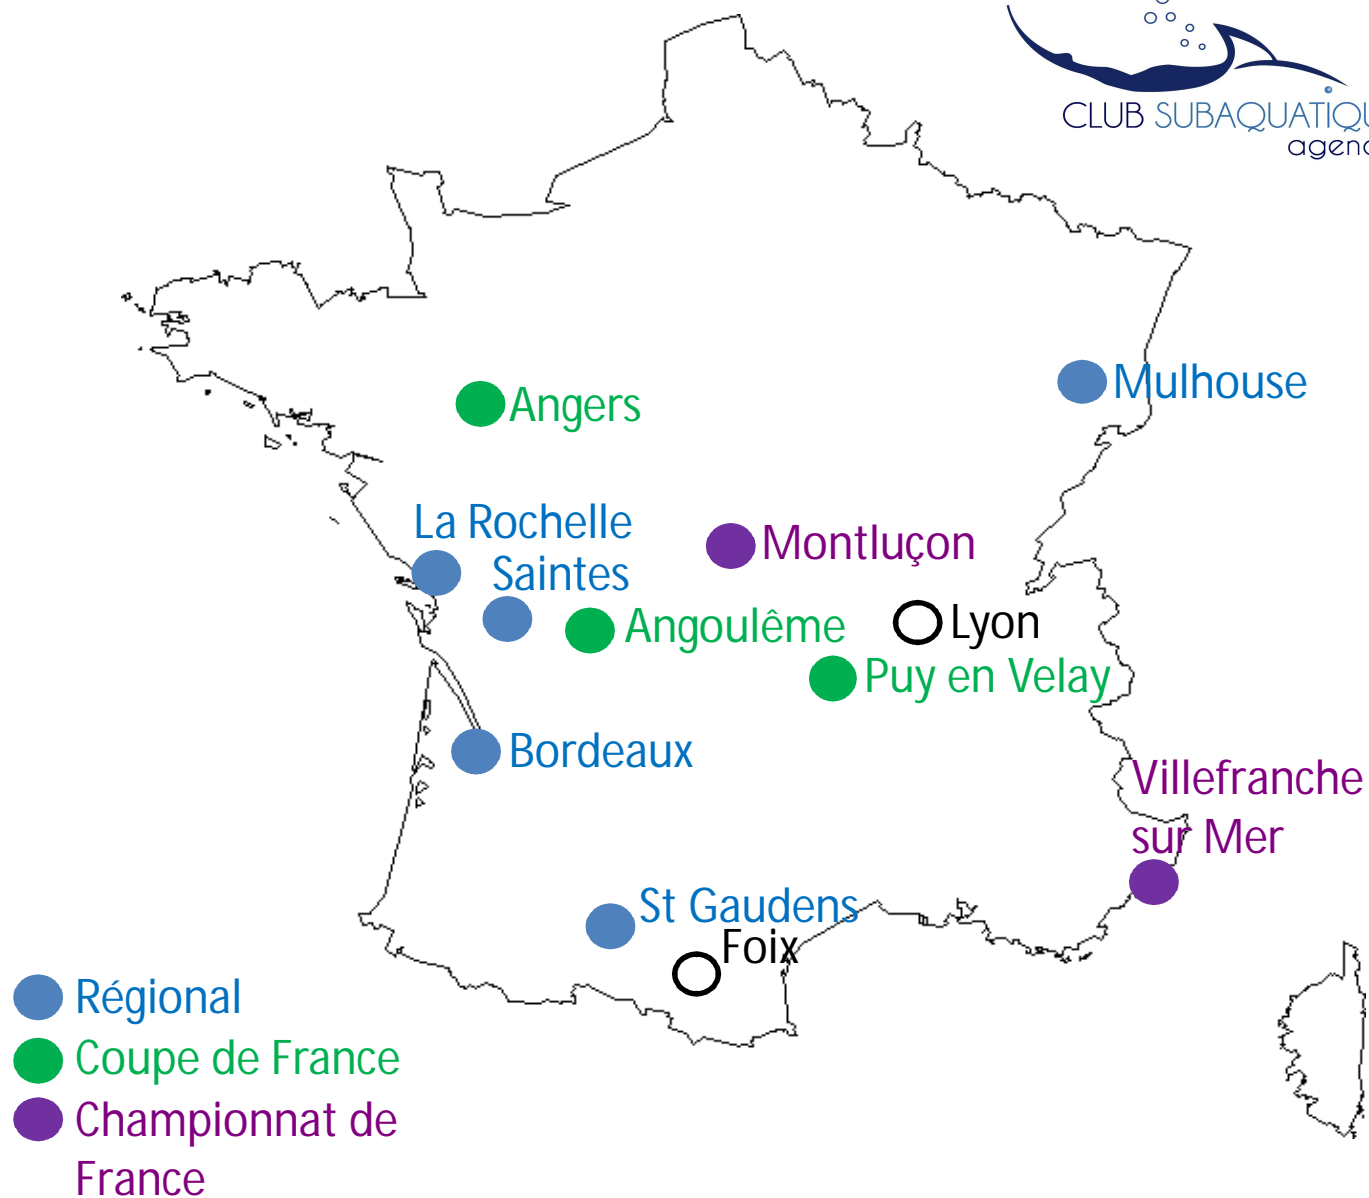 CLUB SUBAQUATIQU
agen
Mulhouse
Angers
La Rochelle
Montluçon
Saintes
Angoulême
Lyon
Puy en Velay
Bordeaux
Villefranche
sur Mer
St Gaudens
Foix
Régional
Coupe de France
Championnat de
France